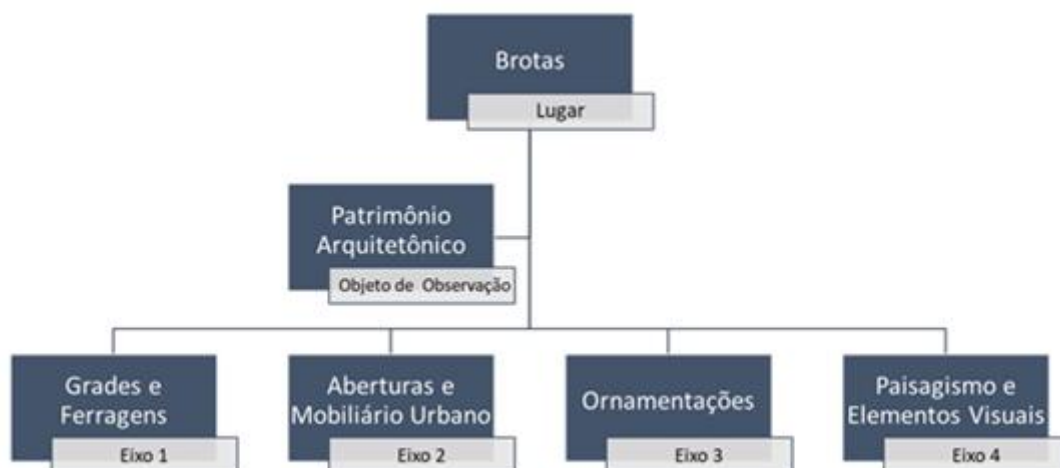 Brotas
Lugar
Patrimônio
Arquitetônico
Objeto de Observação
Grades e
Ferragens
Eixo 1
Aberturas e
Mobiliário Urbano
Eixo 2
Ornamentações
Eixo 3
Paisagismo e
Elementos Visuais
Eixo 4